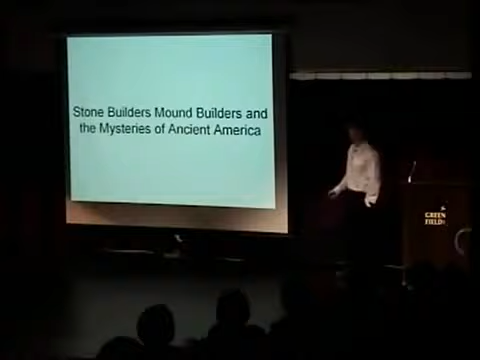 Stone Builders Mound Builders and
the Mysteries of Ancient America
GREEN
FIELD